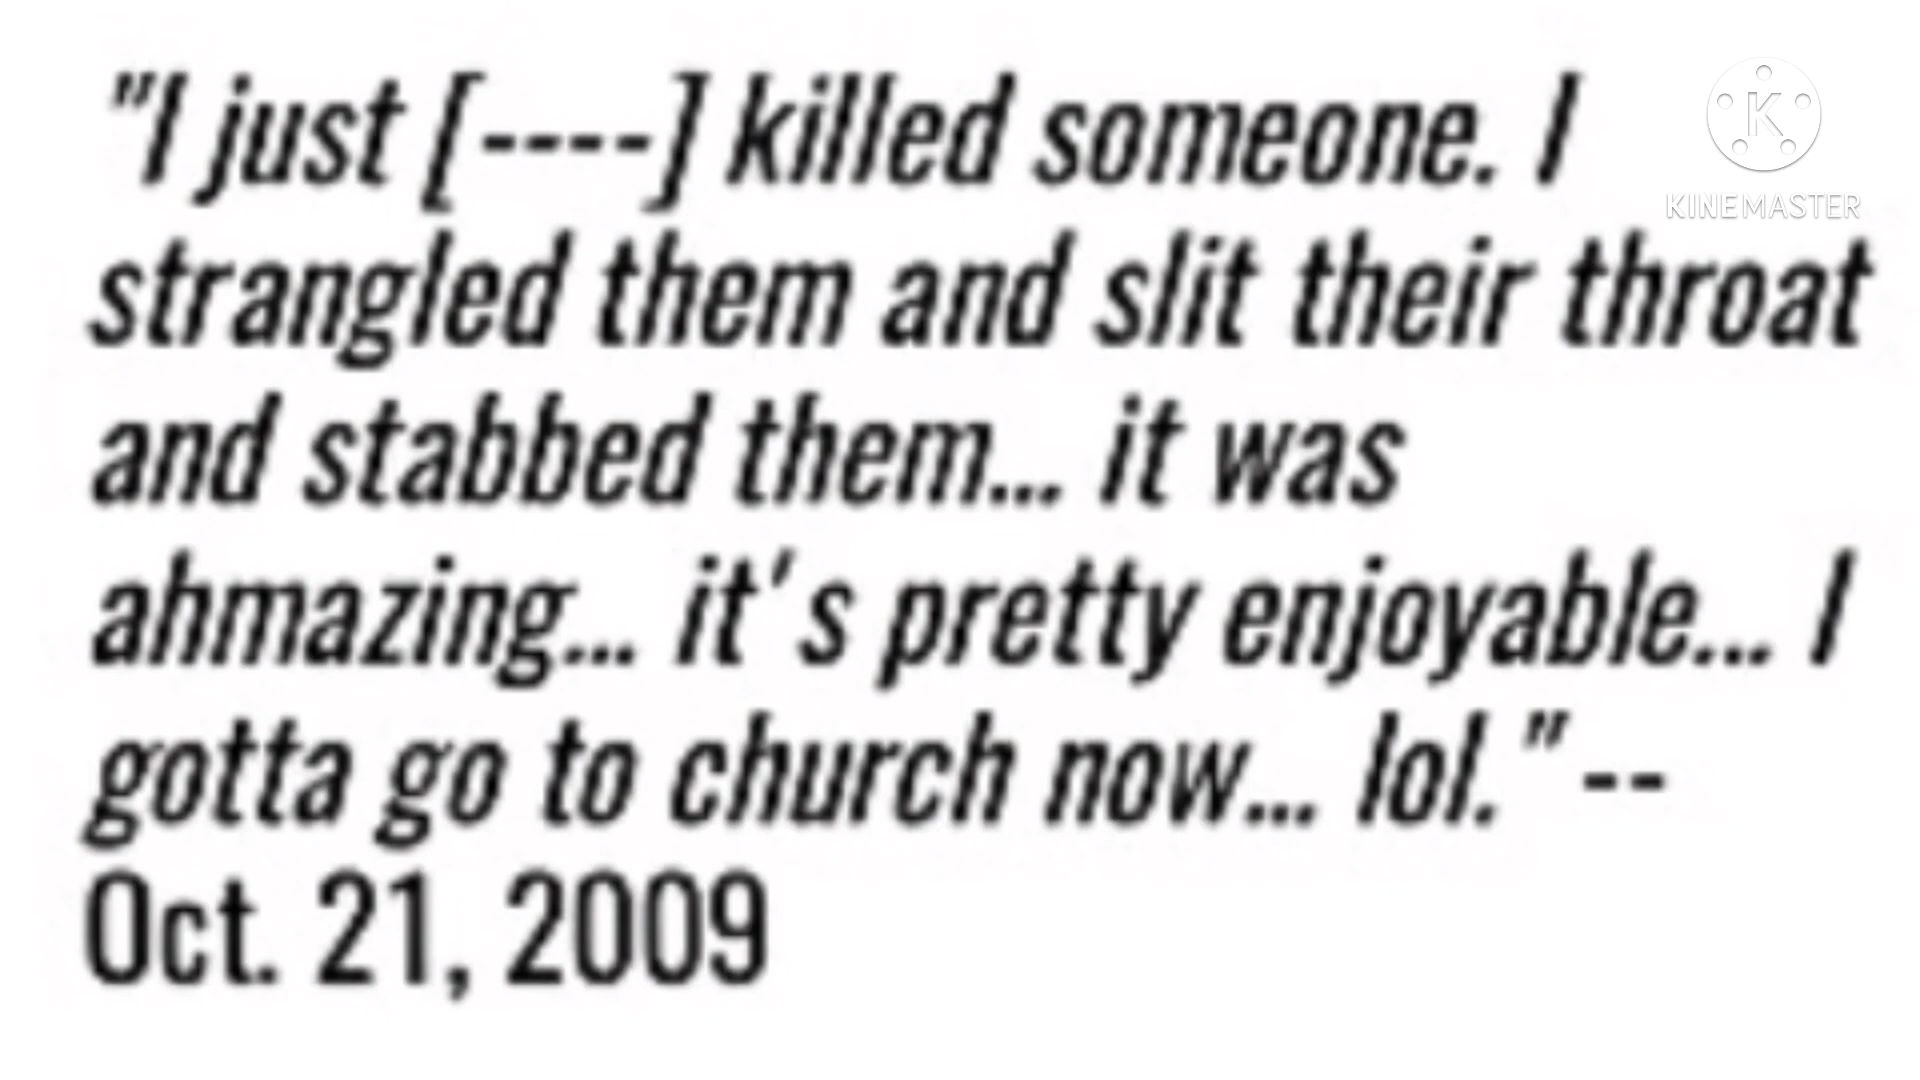 "I just [----] killed someone. I
strangled them and slit their throat
and stabbed them... it was
ahmazing... it's pretty enjoyable... I
gotta go to church now... lol." --
Oct. 21, 2009
K
KINEMASTER